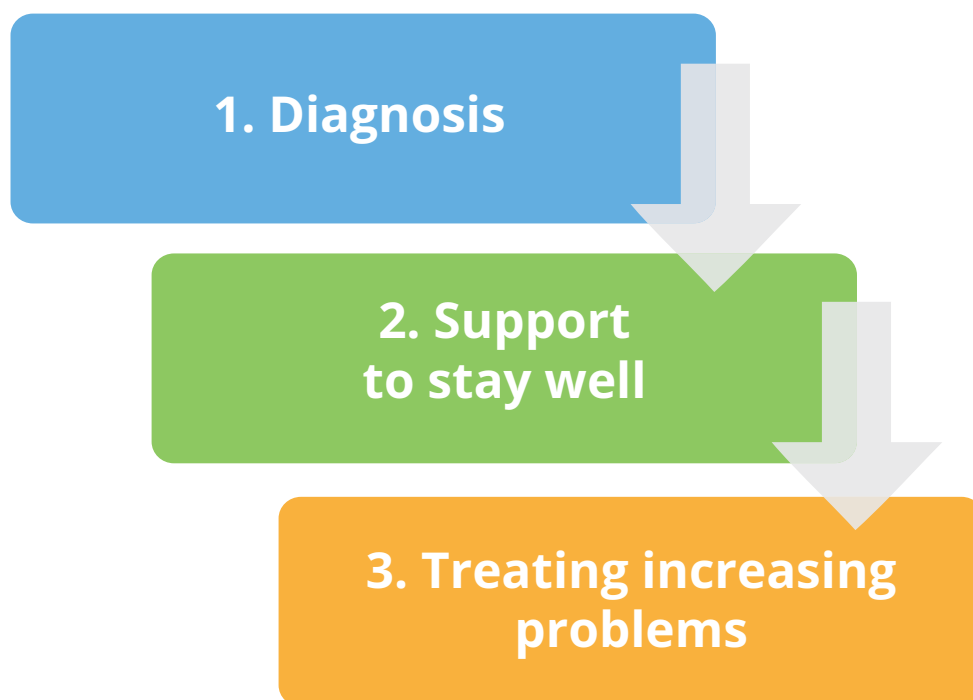 1. Diagnosis
2. Support
to stay well
3. Treating increasing
problems